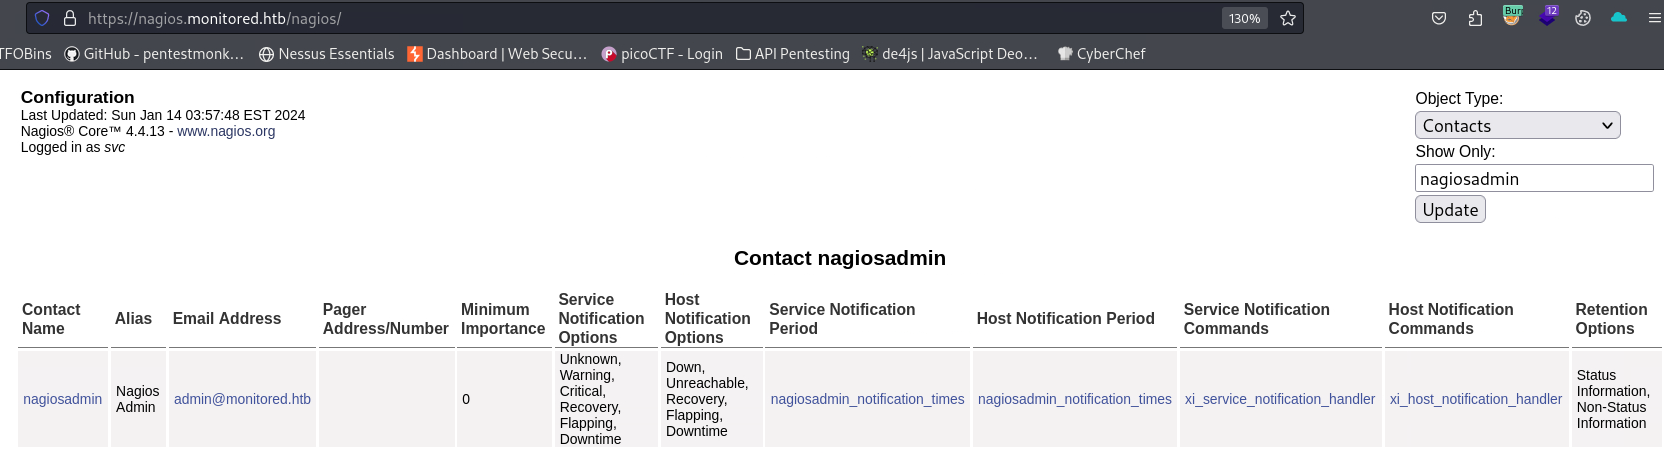 https://nagios.monitored.htb/nagios/
130%
12
TFOBins
GitHub - pentestmonk…
Nessus Essentials
Dashboard | Web Secu…
picoCTF - Login
API Pentesting
de4js | JavaScript Deo…
CyberChef
Configuration
Last Updated: Sun Jan 14 03:57:48 EST 2024
Nagios® Core™ 4.4.13 - www.nagios.org
Logged in as svc
Object Type:
Contacts
Show Only:
nagiosadmin
Update
Contact nagiosadmin
Contact Name
Alias
Email Address
Pager Address/Number
Minimum Importance
Service Notification Options
Host Notification Options
Service Notification Period
Host Notification Period
Service Notification Commands
Host Notification Commands
Retention Options
nagiosadmin
Nagios Admin
admin@monitored.htb
0
Unknown, Warning, Critical, Recovery, Flapping, Downtime
Down, Unreachable, Recovery, Flapping, Downtime
nagiosadmin_notification_times
nagiosadmin_notification_times
xi_service_notification_handler
xi_host_notification_handler
Status Information, Non-Status Information